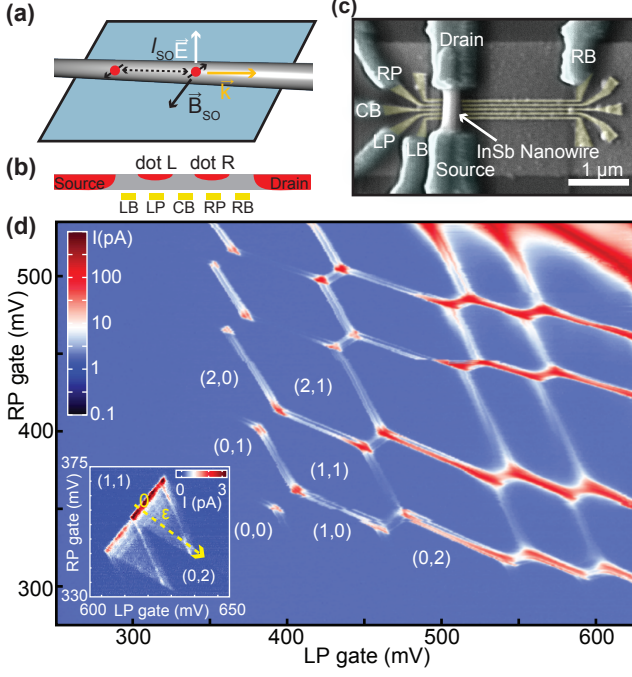 (a)
l_SO E⃗
k⃗
B⃗_SO
(b)
dot L dot R
Source Drain
LB LP CB RP RB
(c)
Drain
RB
RP
CB
LP
LB
InSb Nanowire
Source
1 μm
(d)
I(pA)
100
10
1
0.1
RP gate (mV)
500
400
300
(2,0)
(2,1)
(0,1)
(1,1)
(0,0)
(1,0)
(0,2)
375
RP gate (mV)
330
(1,1)
0
ε
0 3
I (pA)
(0,2)
600 LP gate (mV) 650
300 400 500 600
LP gate (mV)